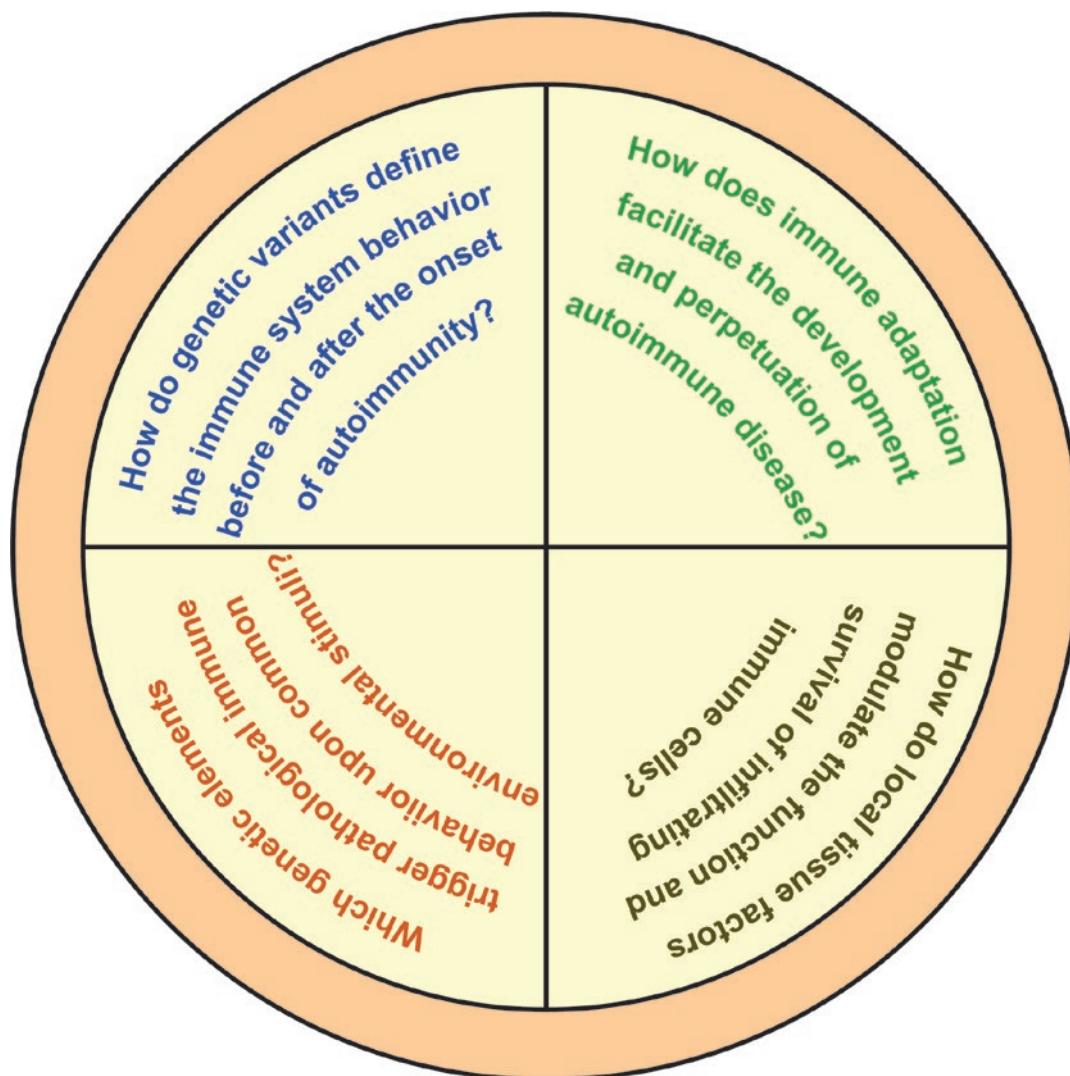 How do genetic variants define
the immune system behavior
before and after the onset
of autoimmunity?
How does immune adaptation
facilitate the development
and perpetuation of
autoimmune disease?
How do local tissue factors
modulate the function and
survival of infiltrating
immune cells?
Which genetic elements
trigger pathological immune
behaviior upon common
environmental stimuli?